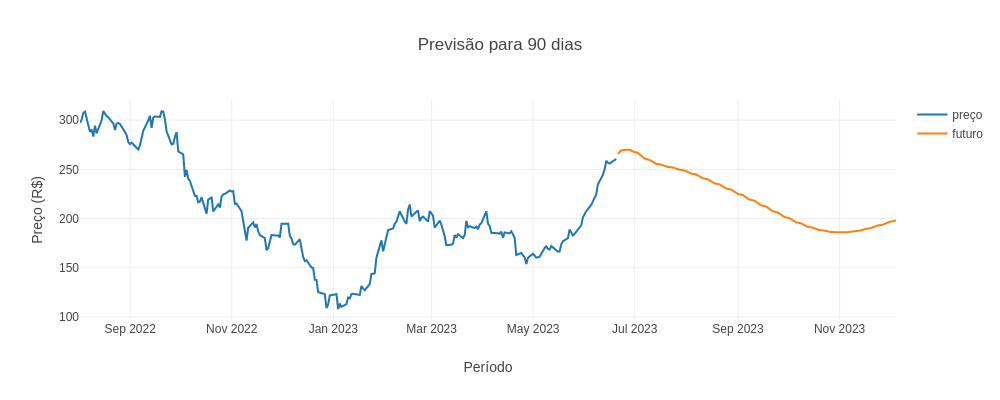 Previsão para 90 dias
preço
futuro
Preço (R$)
300
250
200
150
100
Sep 2022
Nov 2022
Jan 2023
Mar 2023
May 2023
Jul 2023
Sep 2023
Nov 2023
Período